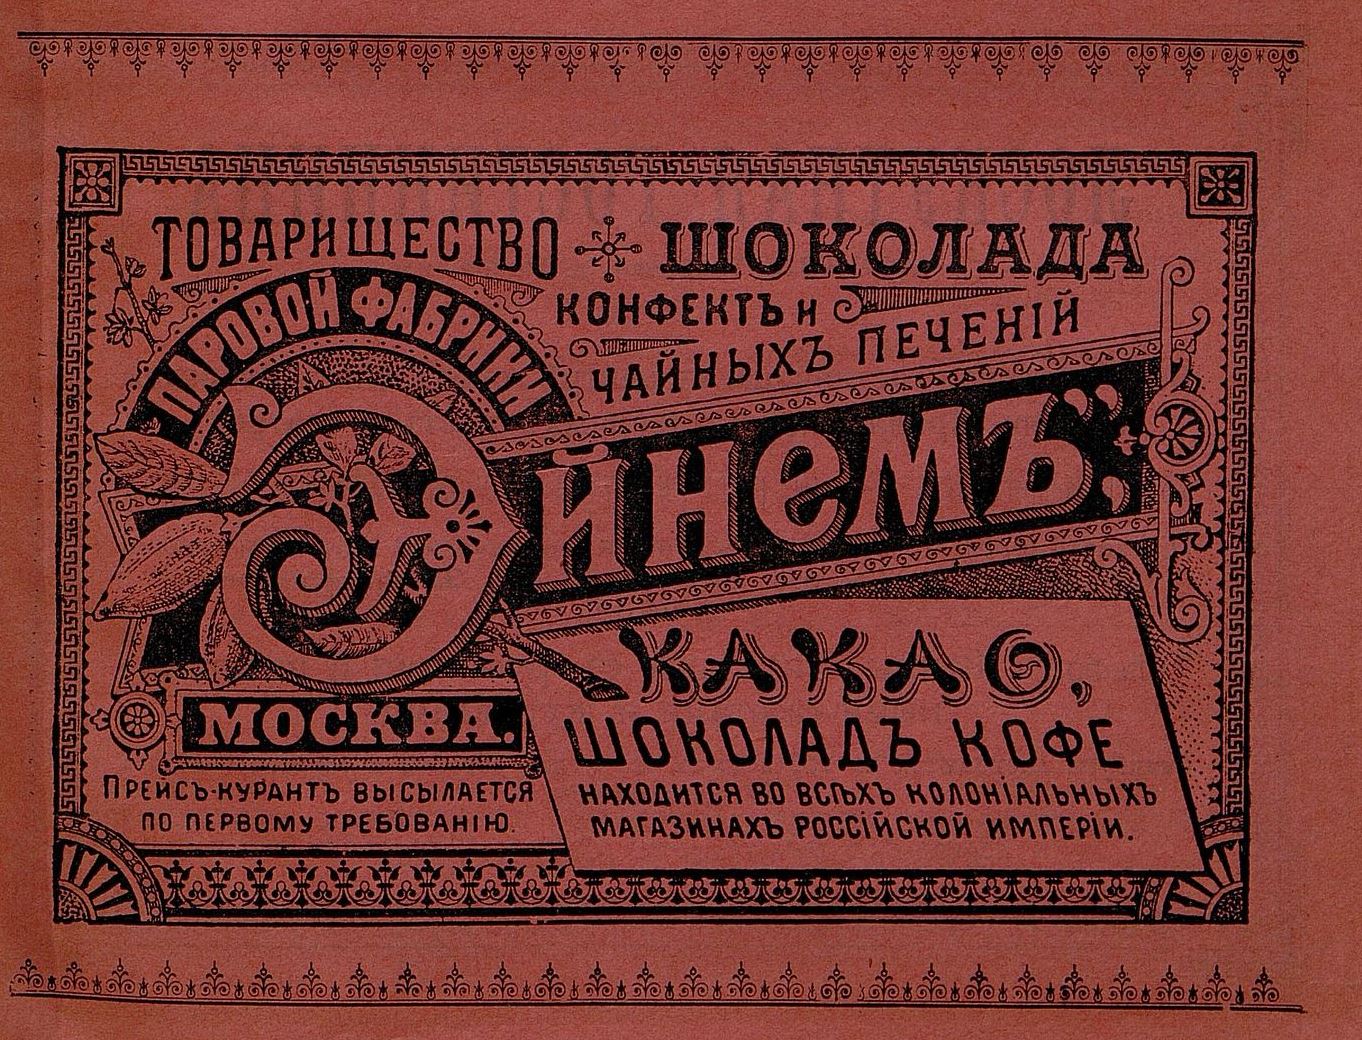 ТОВАРИЩЕСТВО
ПАРОВОЙ ФАБРИКИ
ШОКОЛАДА
КОНФЕКТЪ И
ЧАЙНЫХЪ ПЕЧЕНІЙ
„Эйнемъ"
МОСКВА.
ПРЕЙСЪ-КУРАНТЪ ВЫСЫЛАЕТСЯ
ПО ПЕРВОМУ ТРЕБОВАНІЮ.
КАКАО,
ШОКОЛАДЪ КОФЕ
НАХОДИТСЯ ВО ВСѢХЪ КОЛОНІАЛЬНЫХЪ
МАГАЗИНАХЪ РОССІЙСКОЙ ИМПЕРІИ.